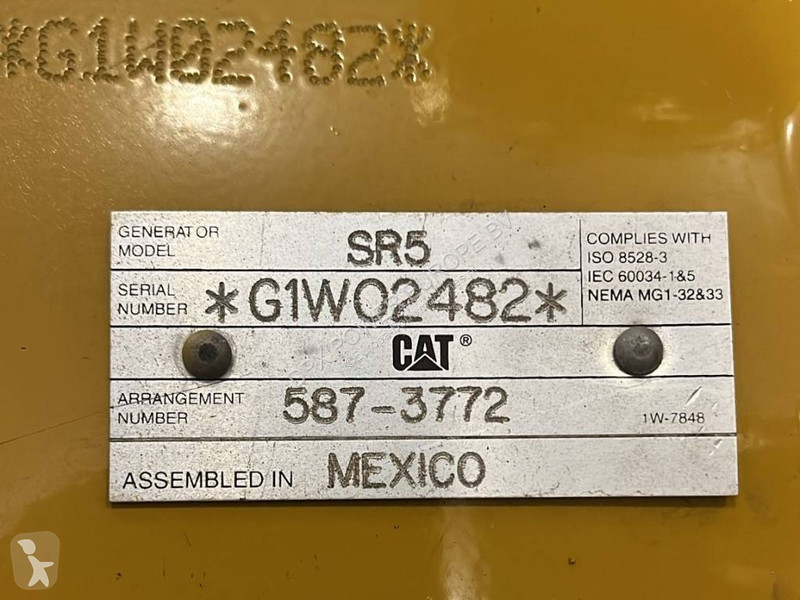 *G1W02482*
GENERATOR MODEL SR5
COMPLIES WITH
ISO 8528-3
IEC 60034-1&5
NEMA MG1-32&33
SERIAL NUMBER *G1W02482*
CAT®
ARRANGEMENT NUMBER 587-3772
1W-7848
ASSEMBLED IN MEXICO